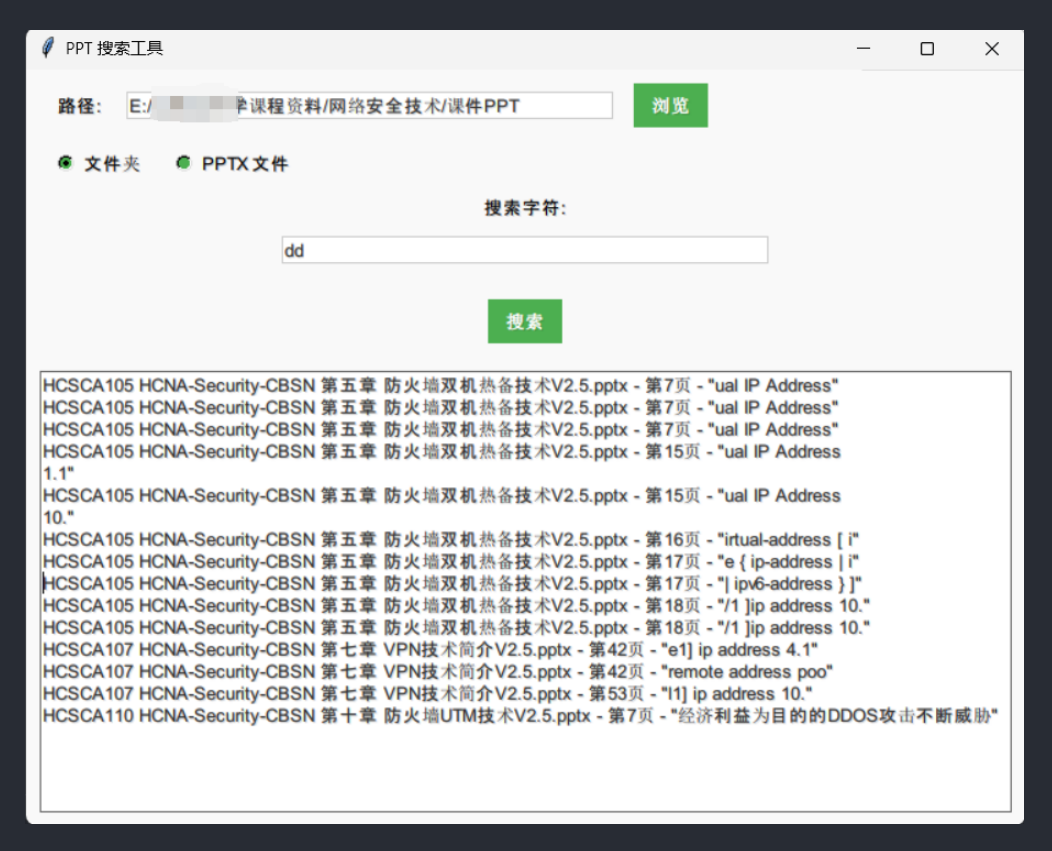 PPT 搜索工具
路径: E:/ 学课程资料/网络安全技术/课件PPT 浏览
文件夹 PPTX 文件
搜索字符:
dd
搜索
HCSCA105 HCNA-Security-CBSN 第五章 防火墙双机热备技术V2.5.pptx - 第7页 - "ual IP Address"
HCSCA105 HCNA-Security-CBSN 第五章 防火墙双机热备技术V2.5.pptx - 第7页 - "ual IP Address"
HCSCA105 HCNA-Security-CBSN 第五章 防火墙双机热备技术V2.5.pptx - 第7页 - "ual IP Address"
HCSCA105 HCNA-Security-CBSN 第五章 防火墙双机热备技术V2.5.pptx - 第15页 - "ual IP Address
1.1"
HCSCA105 HCNA-Security-CBSN 第五章 防火墙双机热备技术V2.5.pptx - 第15页 - "ual IP Address
10."
HCSCA105 HCNA-Security-CBSN 第五章 防火墙双机热备技术V2.5.pptx - 第16页 - "irtual-address [ i"
HCSCA105 HCNA-Security-CBSN 第五章 防火墙双机热备技术V2.5.pptx - 第17页 - "e { ip-address | i"
HCSCA105 HCNA-Security-CBSN 第五章 防火墙双机热备技术V2.5.pptx - 第17页 - "| ipv6-address } ]"
HCSCA105 HCNA-Security-CBSN 第五章 防火墙双机热备技术V2.5.pptx - 第18页 - "/1 ]ip address 10."
HCSCA105 HCNA-Security-CBSN 第五章 防火墙双机热备技术V2.5.pptx - 第18页 - "/1 ]ip address 10."
HCSCA107 HCNA-Security-CBSN 第七章 VPN技术简介V2.5.pptx - 第42页 - "e1] ip address 4.1"
HCSCA107 HCNA-Security-CBSN 第七章 VPN技术简介V2.5.pptx - 第42页 - "remote address poo"
HCSCA107 HCNA-Security-CBSN 第七章 VPN技术简介V2.5.pptx - 第53页 - "l1] ip address 10."
HCSCA110 HCNA-Security-CBSN 第十章 防火墙UTM技术V2.5.pptx - 第7页 - "经济利益为目的的DDOS攻击不断威胁"